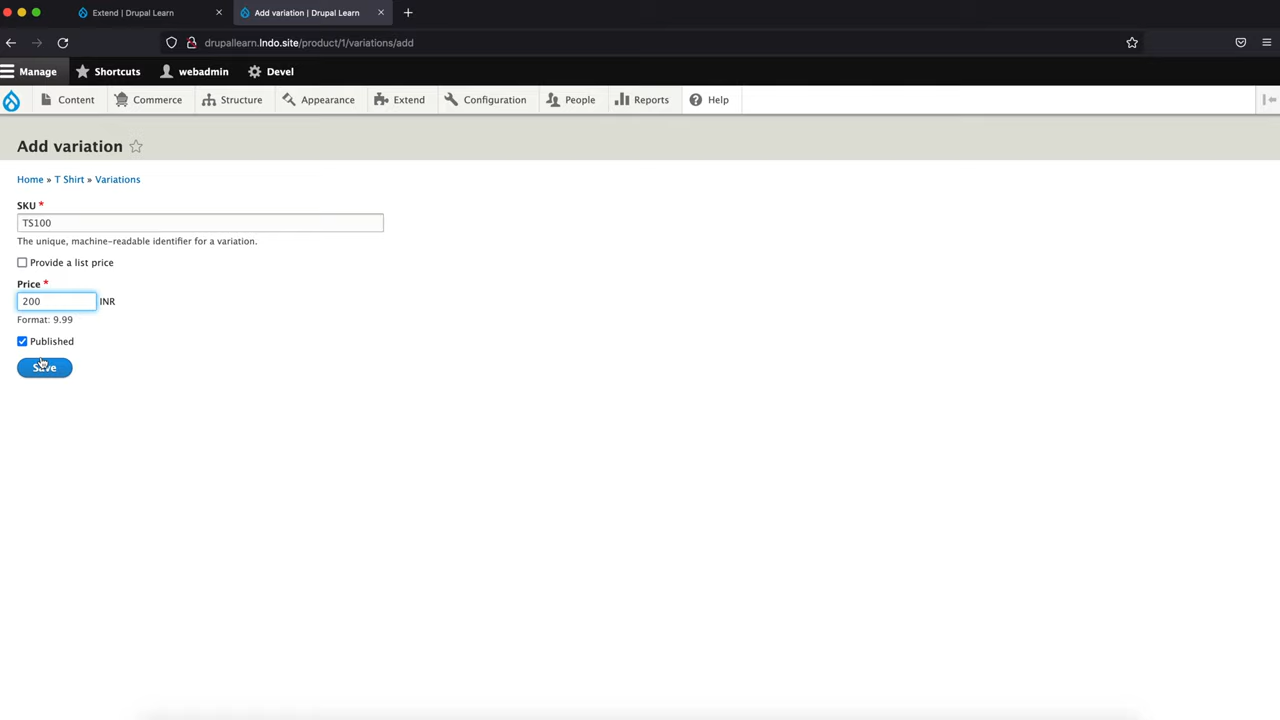 Extend | Drupal Learn
Add variation | Drupal Learn
drupallearn.lndo.site/product/1/variations/add
Manage Shortcuts webadmin Devel
Content Commerce Structure Appearance Extend Configuration People Reports Help
Add variation
Home » T Shirt » Variations
SKU *
TS100
The unique, machine-readable identifier for a variation.
Provide a list price
Price *
200 INR
Format: 9.99
Published
Save